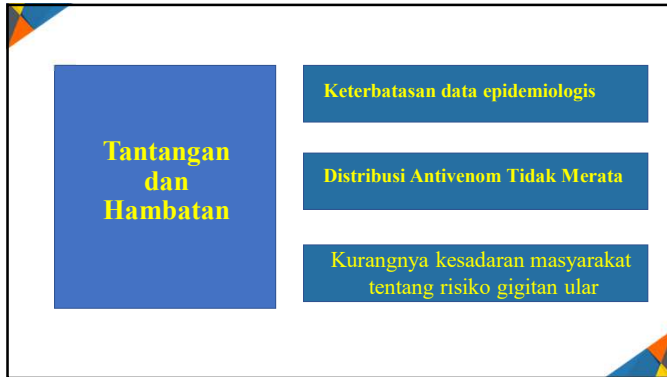 Tantangan
dan
Hambatan
Keterbatasan data epidemiologis
Distribusi Antivenom Tidak Merata
Kurangnya kesadaran masyarakat
tentang risiko gigitan ular